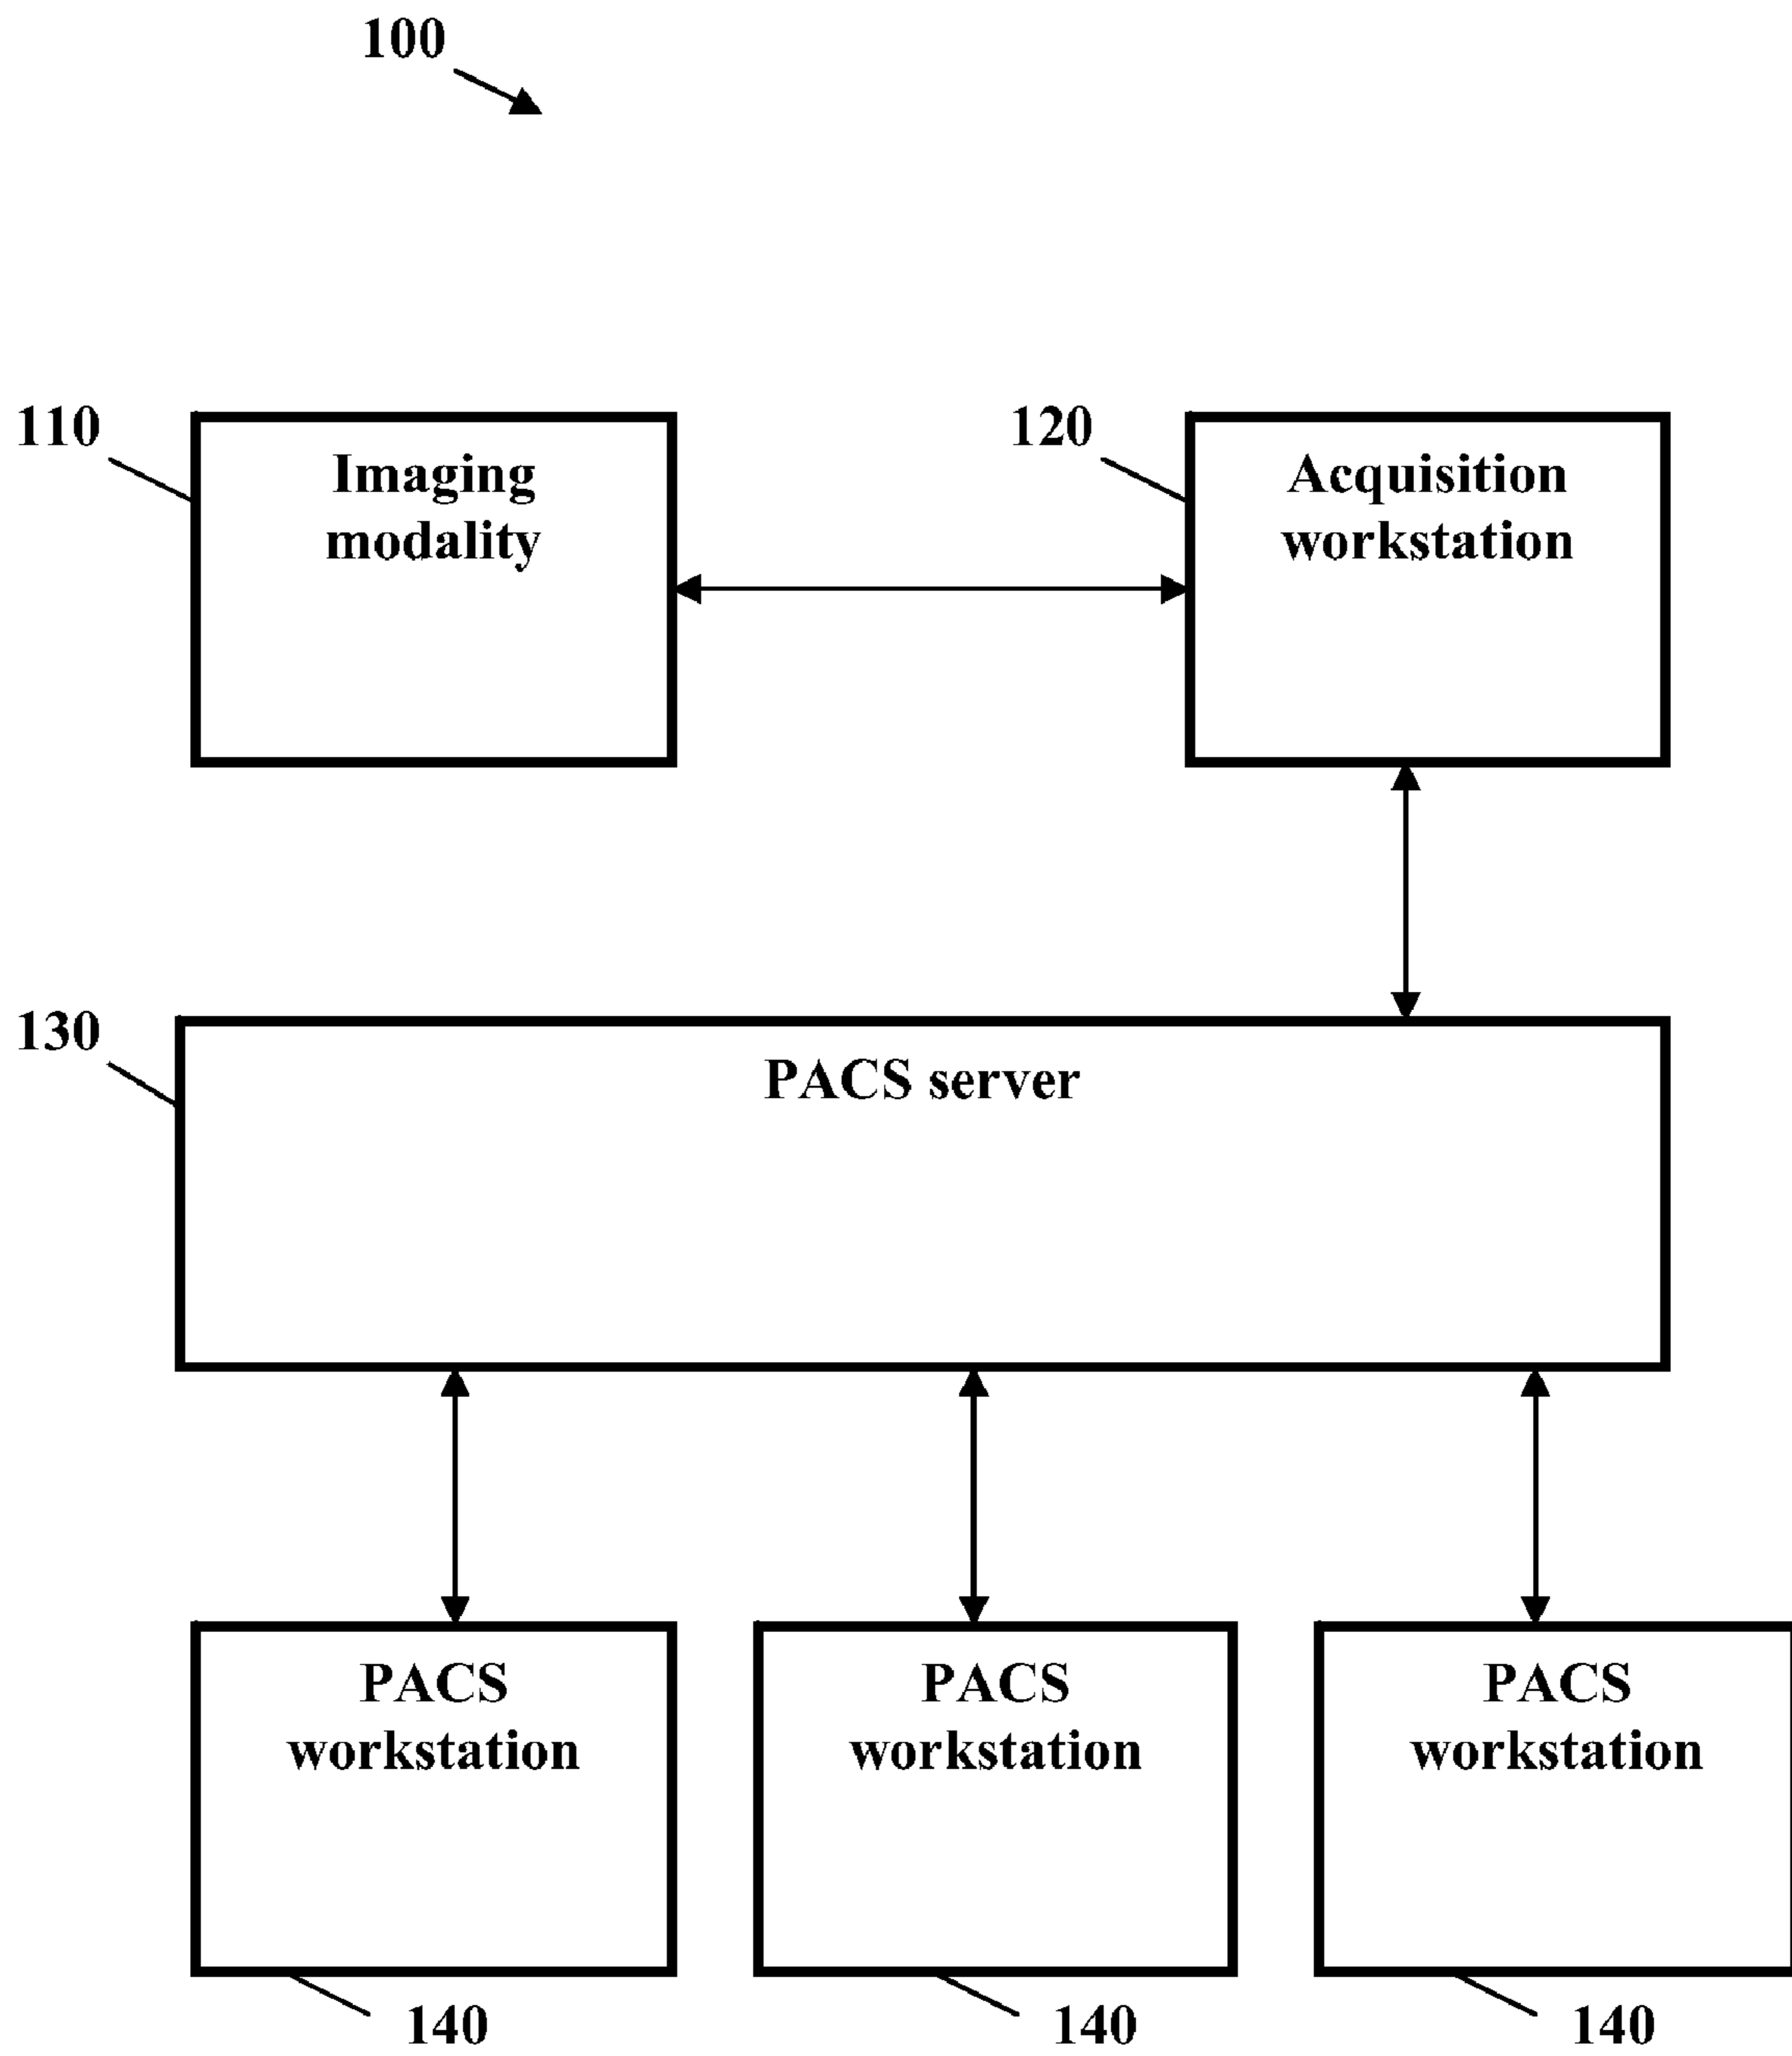 100
110
Imaging
modality
120
Acquisition
workstation
130
PACS server
PACS
workstation
PACS
workstation
PACS
workstation
140
140
140